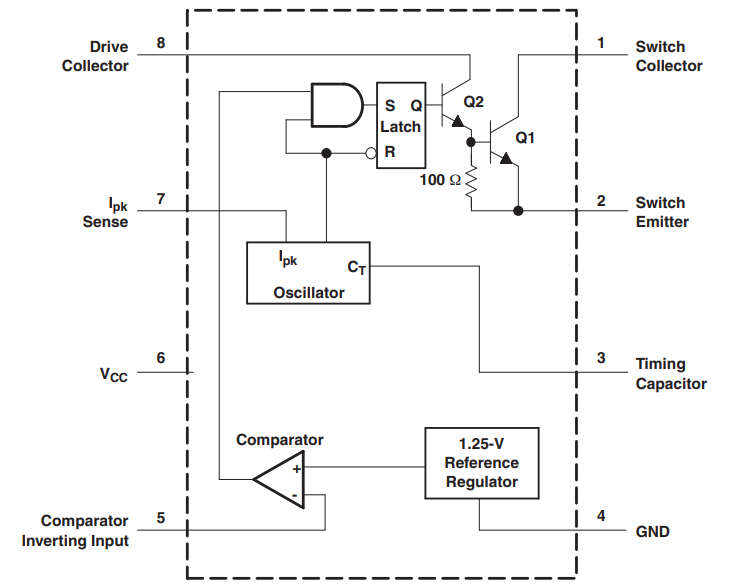 Drive
Collector
8
1
Switch
Collector
S Q
Latch
R
Q2
Q1
100 Ω
Ipk
Sense
7
2
Switch
Emitter
Ipk
CT
Oscillator
VCC
6
3
Timing
Capacitor
Comparator
+
-
1.25-V
Reference
Regulator
Comparator
Inverting Input
5
4
GND